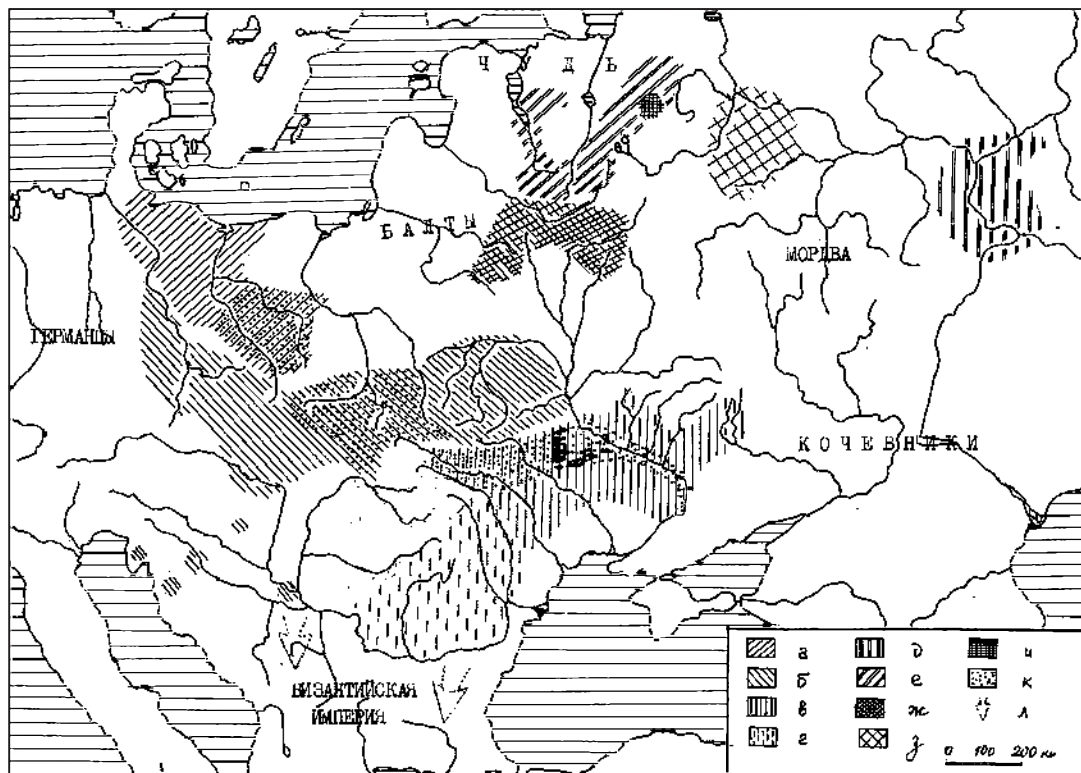 ЧУДЬ
БАЛТЫ
МОРДВА
ГЕРМАНЦЫ
КОЧЕВНИКИ
ВИЗАНТИЙСКАЯ
ИМПЕРИЯ
а д и
б е к
в ж л
г з 0 100 200 км